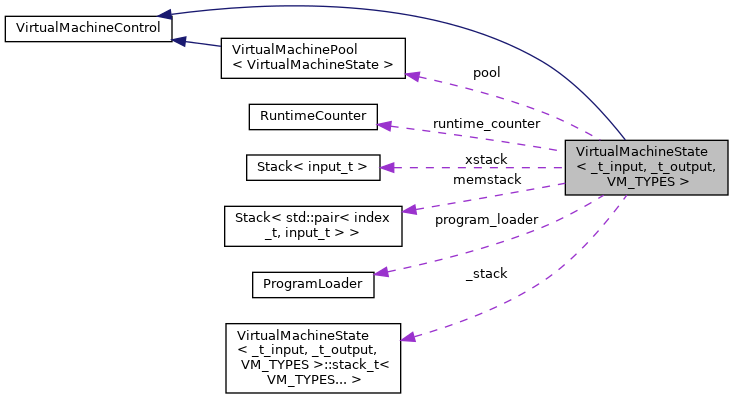 VirtualMachineControl
VirtualMachinePool
< VirtualMachineState >
pool
RuntimeCounter
runtime_counter
VirtualMachineState
< _t_input, _t_output,
VM_TYPES >
Stack< input_t >
xstack
memstack
Stack< std::pair< index
_t, input_t > >
program_loader
ProgramLoader
_stack
VirtualMachineState
< _t_input, _t_output,
VM_TYPES >::stack_t<
VM_TYPES... >